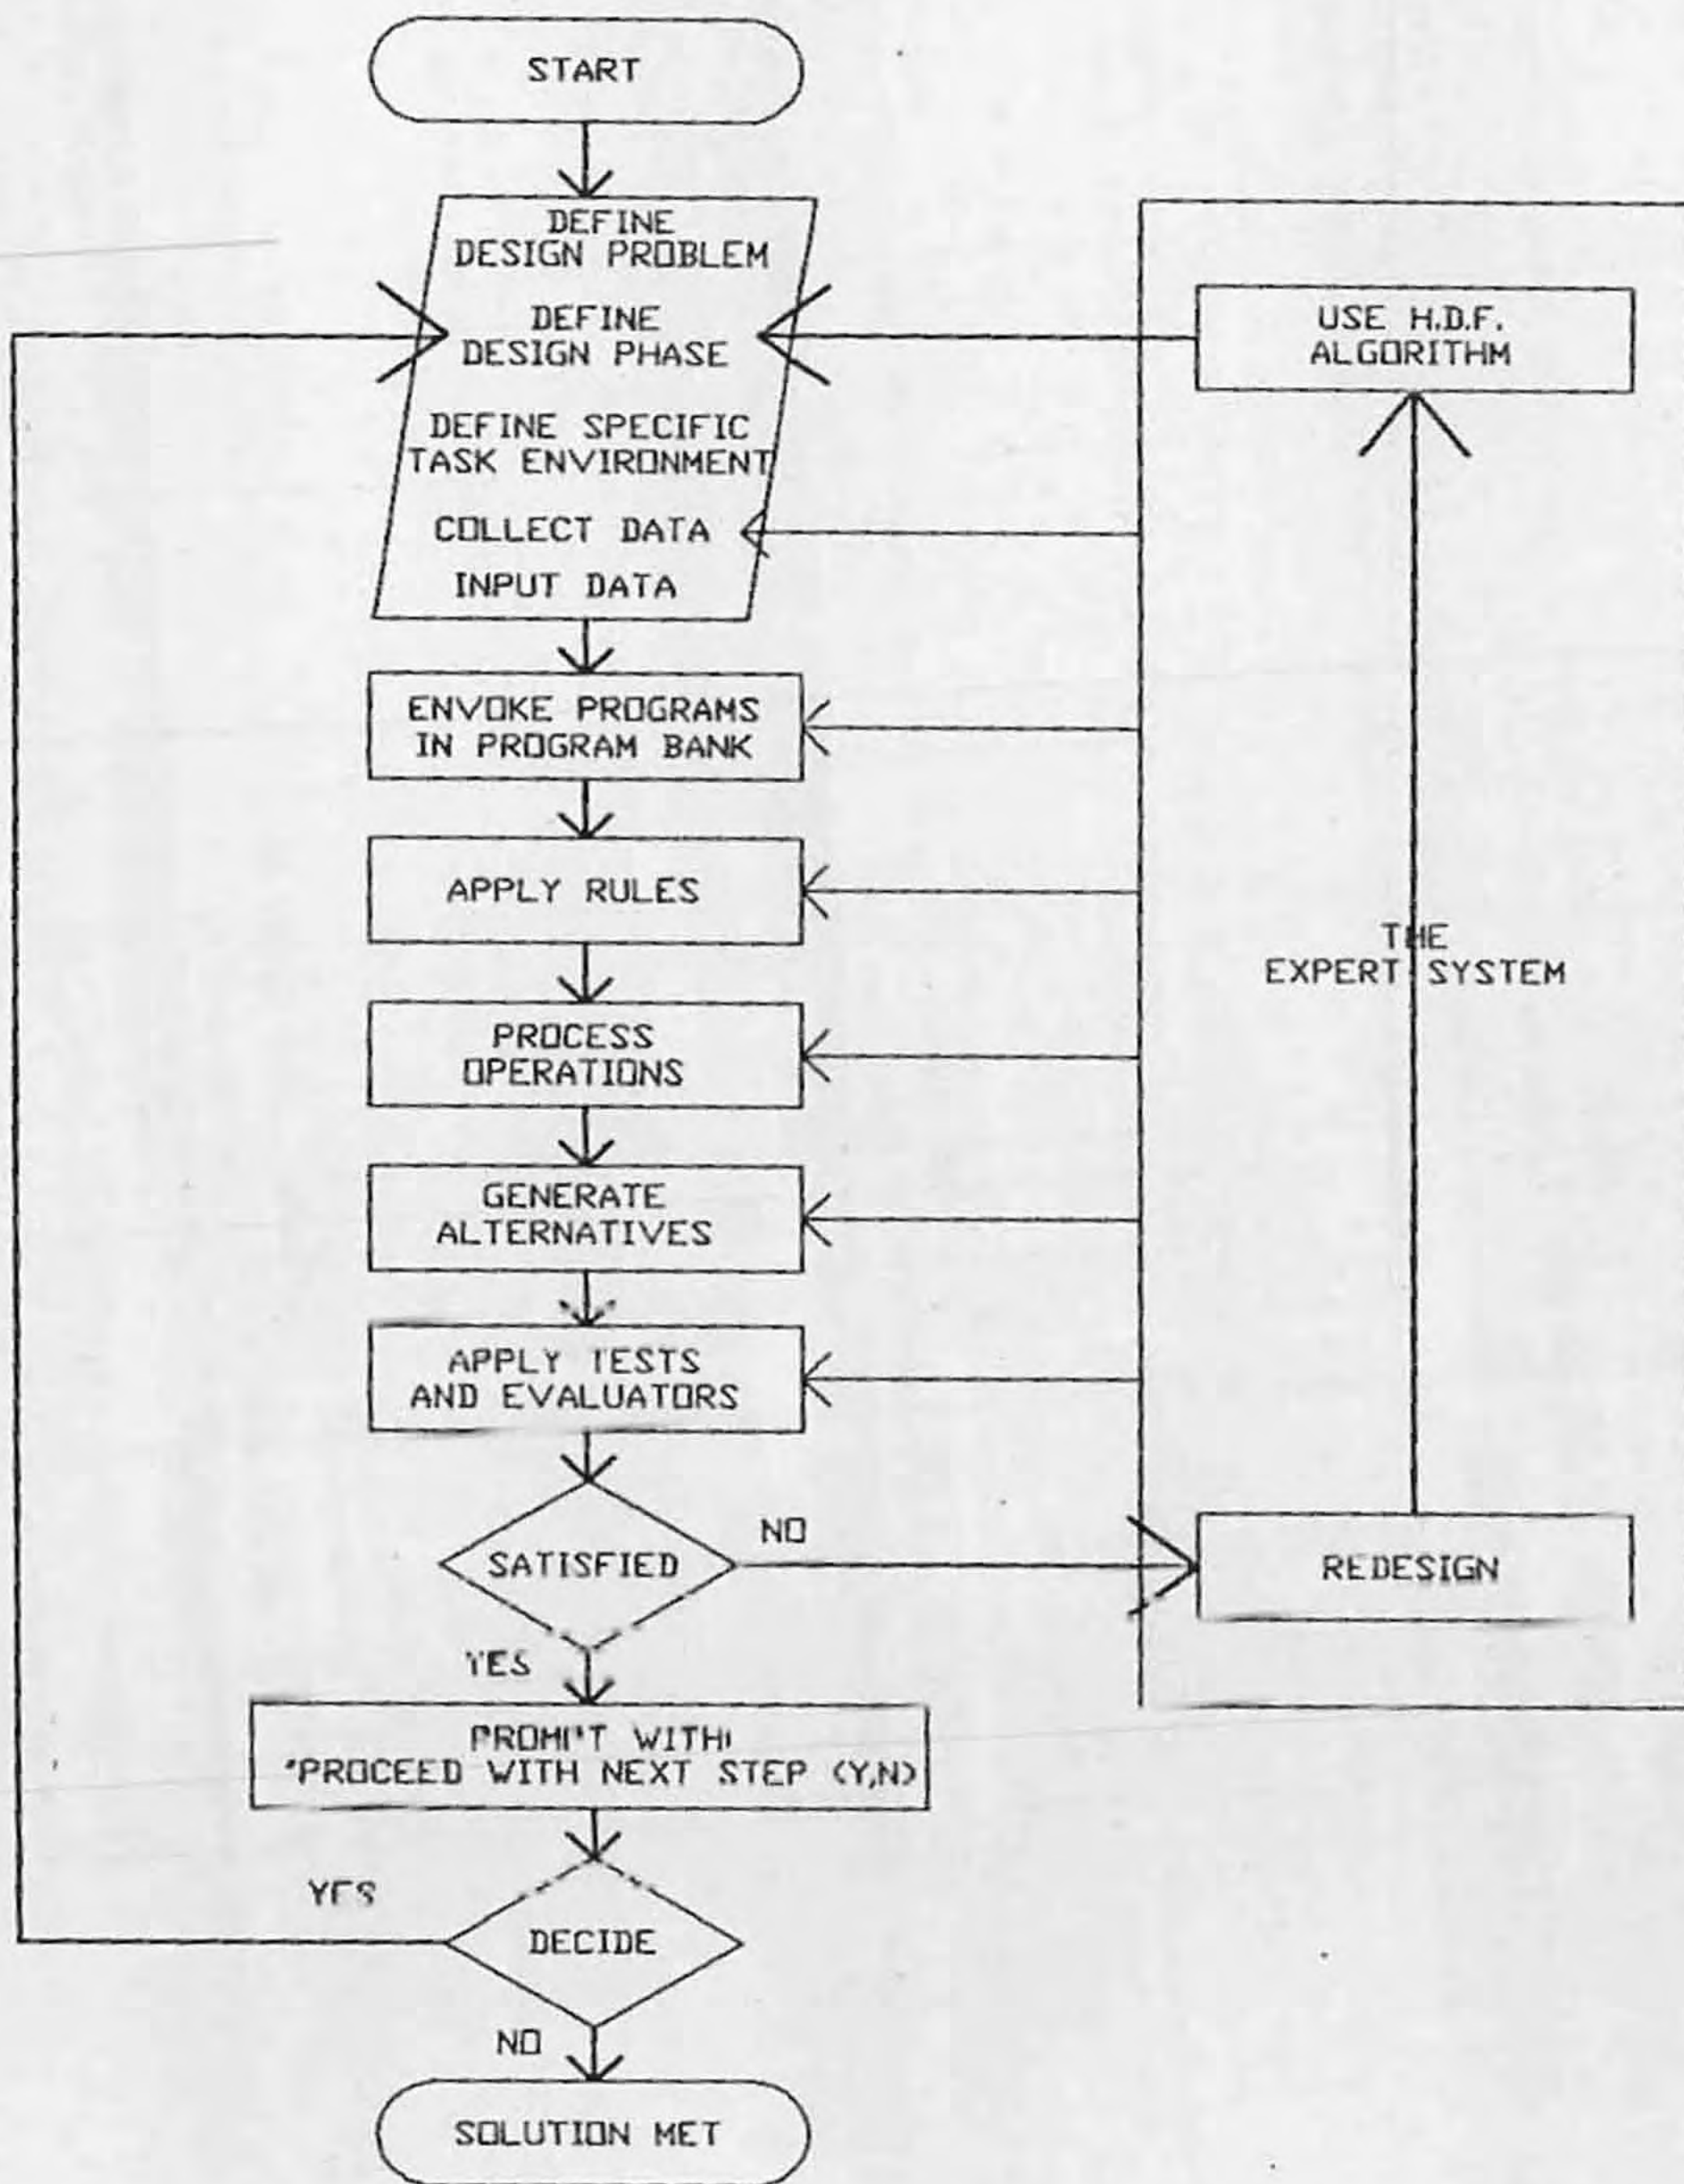 START
DEFINE
DESIGN PROBLEM
DEFINE
DESIGN PHASE
DEFINE SPECIFIC
TASK ENVIRONMENT
COLLECT DATA
INPUT DATA
USE H.D.F.
ALGORITHM
ENVOKE PROGRAMS
IN PROGRAM BANK
APPLY RULES
THE
EXPERT SYSTEM
PROCESS
OPERATIONS
GENERATE
ALTERNATIVES
APPLY TESTS
AND EVALUATORS
SATISFIED
NO
REDESIGN
YES
PROMPT WITH:
"PROCEED WITH NEXT STEP (Y,N)
YES
DECIDE
NO
SOLUTION MET